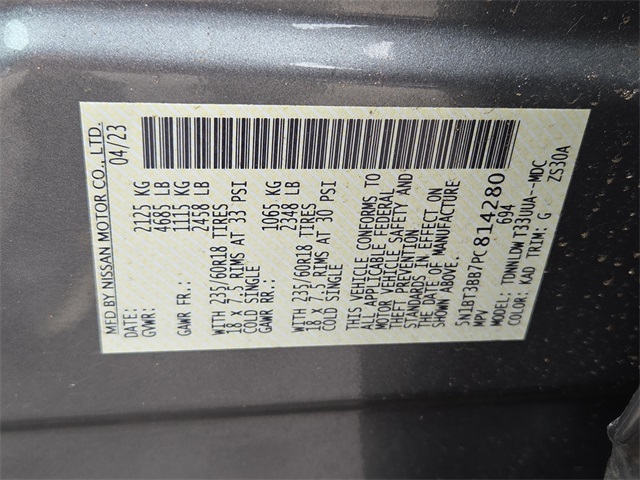 MFD BY NISSAN MOTOR CO., LTD.
DATE: 04/23
GVWR: 2125 KG
4685 LB
GAWR FR.: 1115 KG
2458 LB
WITH 235/60R18 TIRES
18 x 7.5 RIMS AT 33 PSI
COLD SINGLE
GAWR RR.: 1065 KG
2348 LB
WITH 235/60R18 TIRES
18 x 7.5 RIMS AT 30 PSI
COLD SINGLE
THIS VEHICLE CONFORMS TO
ALL APPLICABLE FEDERAL
MOTOR VEHICLE SAFETY AND
THEFT PREVENTION
STANDARDS IN EFFECT ON
THE DATE OF MANUFACTURE
SHOWN ABOVE.
5N1BT3BB7PC814280
MPV 694
MODEL: TDNNLDWT33UUA--MDC
COLOR: KAD TRIM: G ZS30A